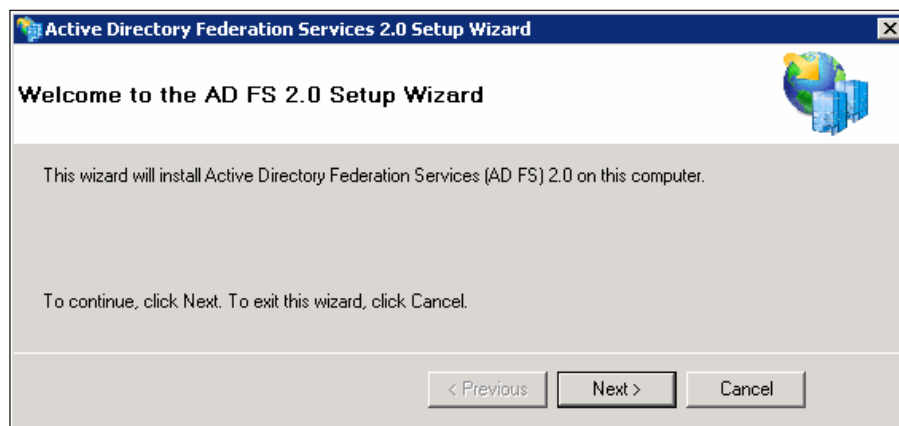 Active Directory Federation Services 2.0 Setup Wizard
Welcome to the AD FS 2.0 Setup Wizard
This wizard will install Active Directory Federation Services (AD FS) 2.0 on this computer.
To continue, click Next. To exit this wizard, click Cancel.
< Previous Next > Cancel